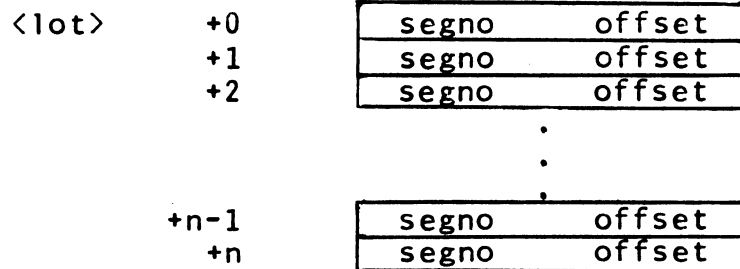 <lot> +0 segno offset
+1 segno offset
+2 segno offset
.
.
.
+n-1 segno offset
+n segno offset